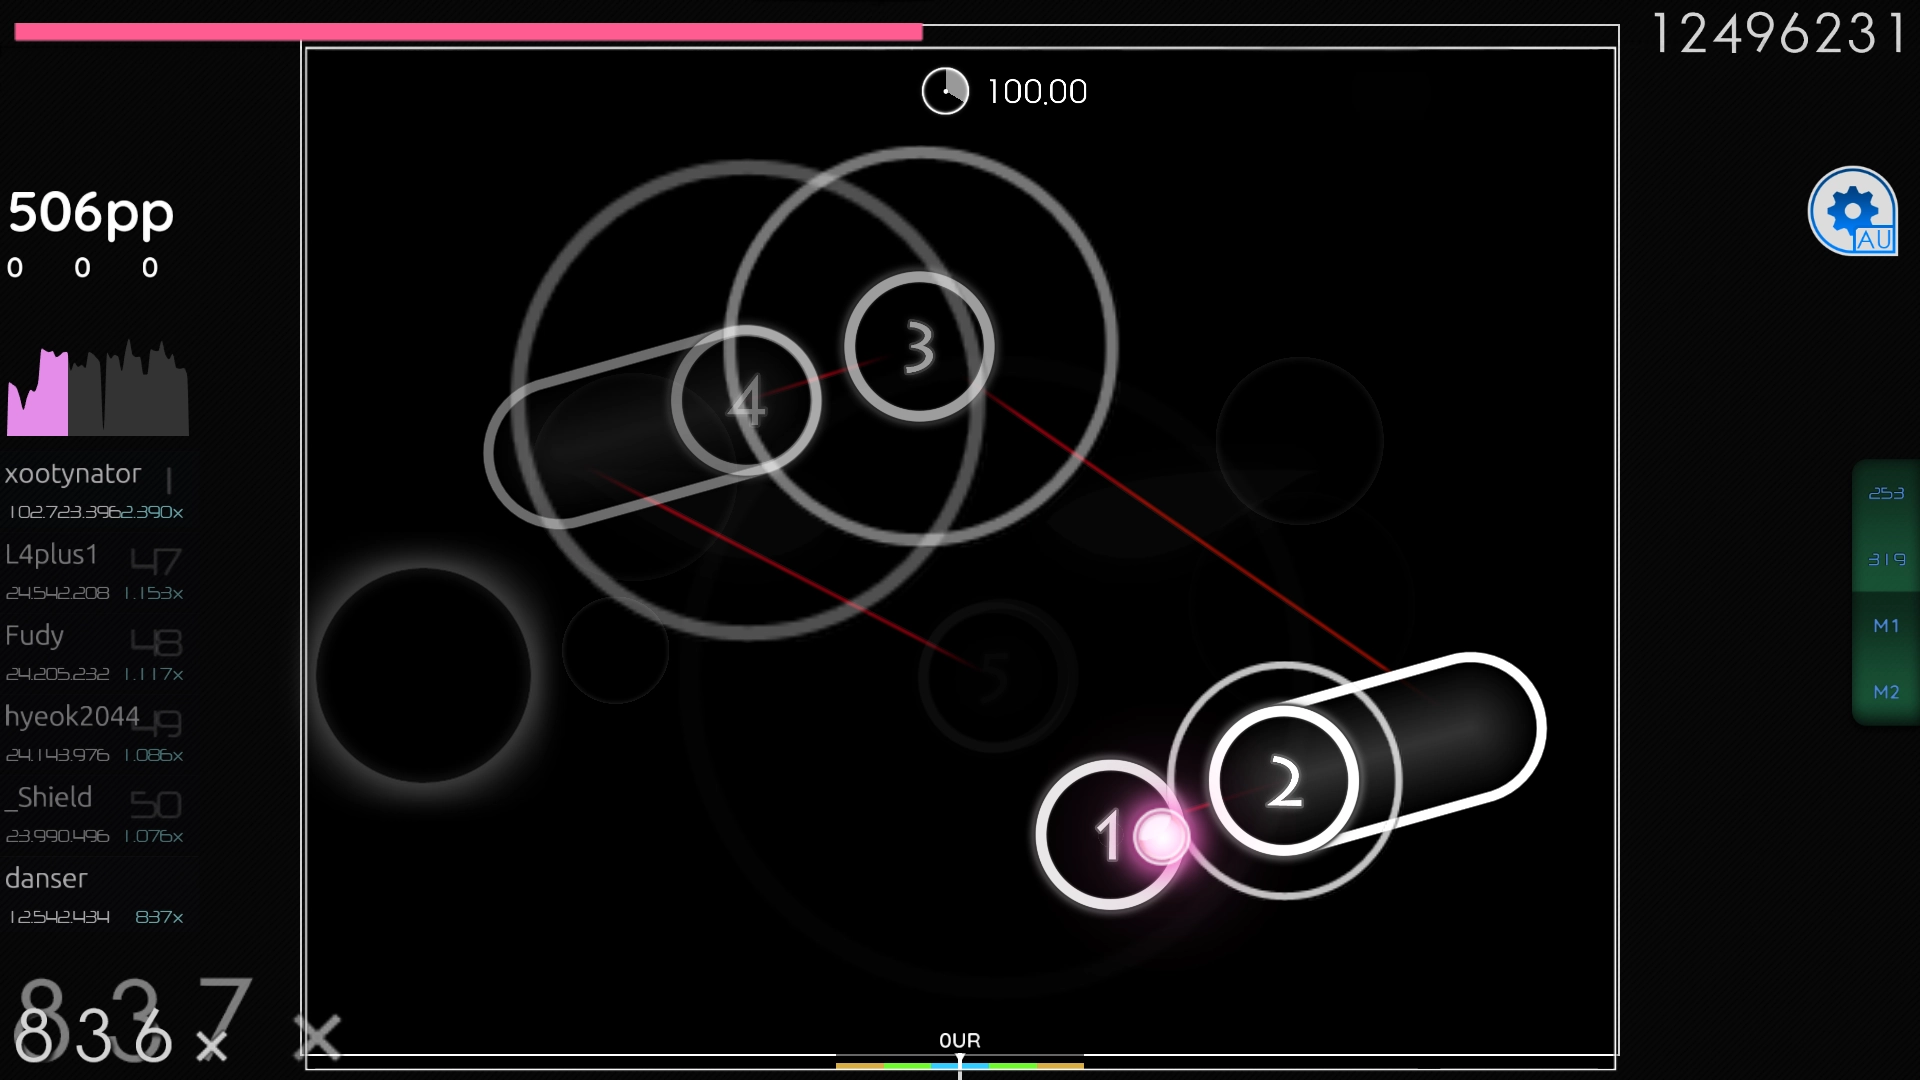 12496231
100.00
506pp
0 0 0
AU
xootynator 1
102.723.396 2.390x
L4plus1 47
24.542.208 1.153x
Fudy 48
24.205.232 1.117x
hyeok2044 49
24.143.976 1.086x
_Shield 50
23.990.496 1.076x
danser
12.542.434 837x
837x
836x
3
4
5
2
1
253
319
M1
M2
0UR